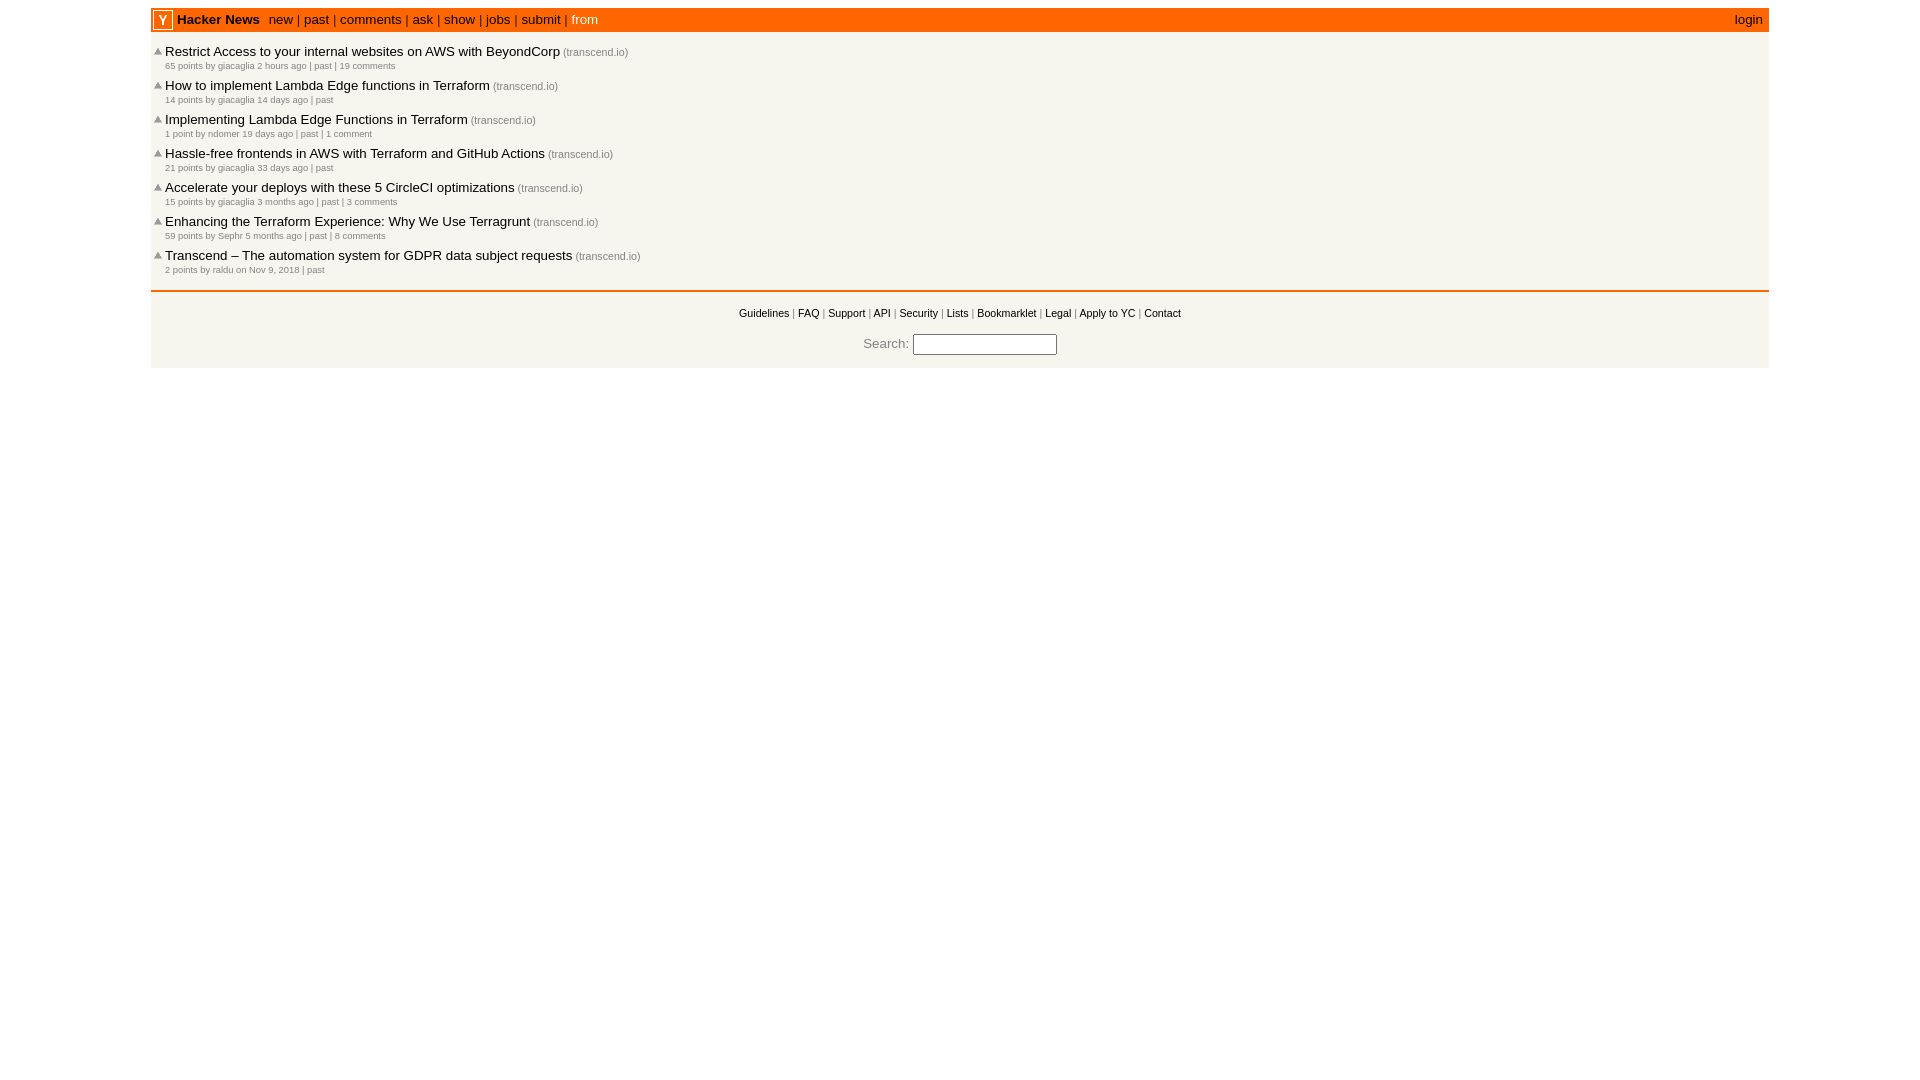 Y Hacker News new | past | comments | ask | show | jobs | submit | from login
Restrict Access to your internal websites on AWS with BeyondCorp (transcend.io)
65 points by giacaglia 2 hours ago | past | 19 comments
How to implement Lambda Edge functions in Terraform (transcend.io)
14 points by giacaglia 14 days ago | past
Implementing Lambda Edge Functions in Terraform (transcend.io)
1 point by ndomer 19 days ago | past | 1 comment
Hassle-free frontends in AWS with Terraform and GitHub Actions (transcend.io)
21 points by giacaglia 33 days ago | past
Accelerate your deploys with these 5 CircleCI optimizations (transcend.io)
15 points by giacaglia 3 months ago | past | 3 comments
Enhancing the Terraform Experience: Why We Use Terragrunt (transcend.io)
59 points by Sephr 5 months ago | past | 8 comments
Transcend – The automation system for GDPR data subject requests (transcend.io)
2 points by raldu on Nov 9, 2018 | past
Guidelines | FAQ | Support | API | Security | Lists | Bookmarklet | Legal | Apply to YC | Contact
Search: